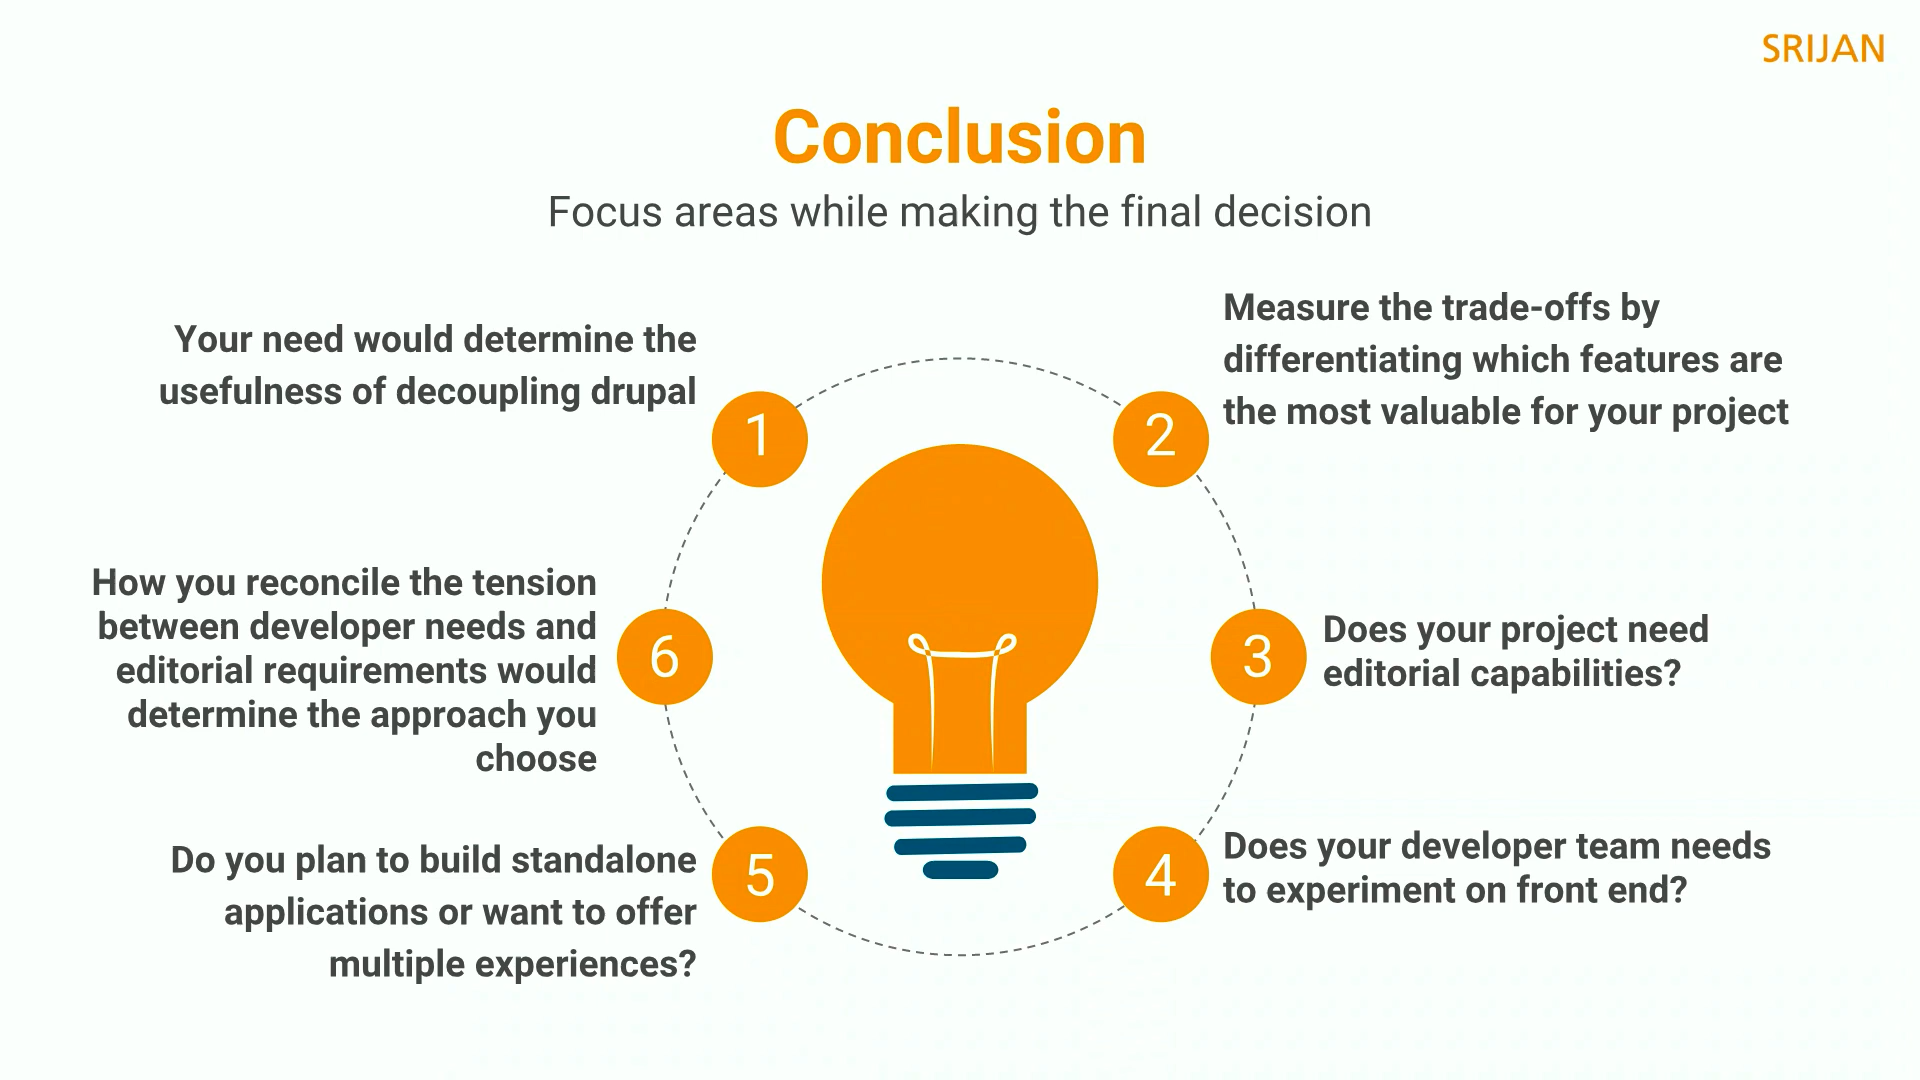 SRIJAN
Conclusion
Focus areas while making the final decision
1
Your need would determine the
usefulness of decoupling drupal
2
Measure the trade-offs by
differentiating which features are
the most valuable for your project
3
Does your project need
editorial capabilities?
4
Does your developer team needs
to experiment on front end?
5
Do you plan to build standalone
applications or want to offer
multiple experiences?
6
How you reconcile the tension
between developer needs and
editorial requirements would
determine the approach you
choose